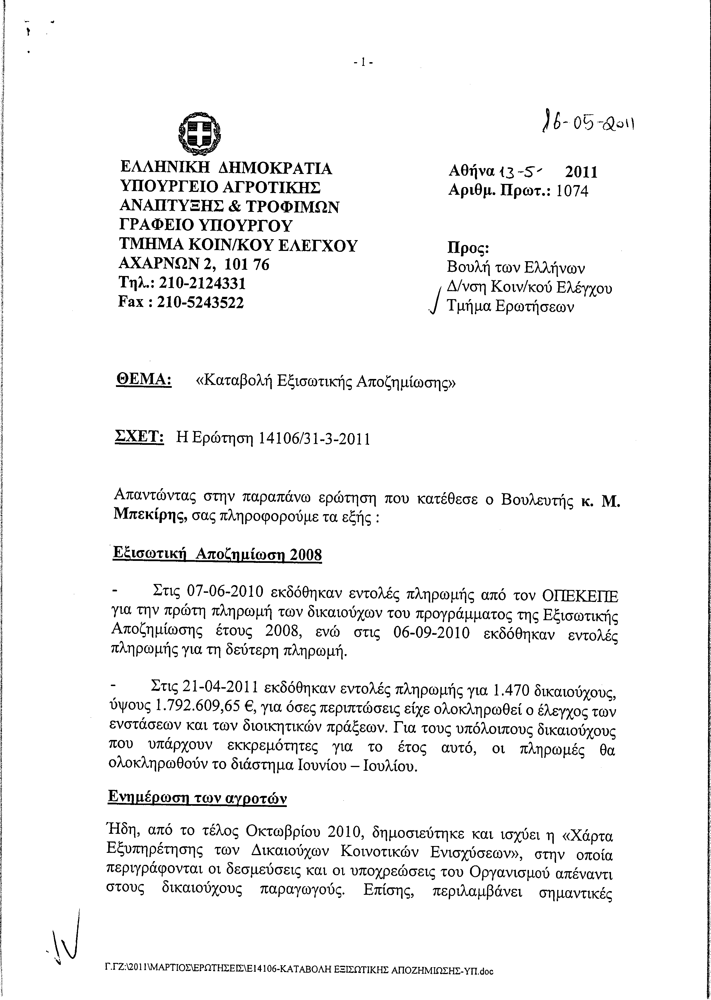 - 1 -
16-05-2011
ΕΛΛΗΝΙΚΗ ΔΗΜΟΚΡΑΤΙΑ
ΥΠΟΥΡΓΕΙΟ ΑΓΡΟΤΙΚΗΣ
ΑΝΑΠΤΥΞΗΣ & ΤΡΟΦΙΜΩΝ
ΓΡΑΦΕΙΟ ΥΠΟΥΡΓΟΥ
ΤΜΗΜΑ ΚΟΙΝ/ΚΟΥ ΕΛΕΓΧΟΥ
ΑΧΑΡΝΩΝ 2, 101 76
Τηλ.: 210-2124331
Fax : 210-5243522
Αθήνα 13-5- 2011
Αριθμ. Πρωτ.: 1074
Προς:
Βουλή των Ελλήνων
Δ/νση Κοιν/κού Ελέγχου
Τμήμα Ερωτήσεων
ΘΕΜΑ: «Καταβολή Εξισωτικής Αποζημίωσης»
ΣΧΕΤ: Η Ερώτηση 14106/31-3-2011
Απαντώντας στην παραπάνω ερώτηση που κατέθεσε ο Βουλευτής κ. Μ.
Μπεκίρης, σας πληροφορούμε τα εξής :
Εξισωτική Αποζημίωση 2008
- Στις 07-06-2010 εκδόθηκαν εντολές πληρωμής από τον ΟΠΕΚΕΠΕ
για την πρώτη πληρωμή των δικαιούχων του προγράμματος της Εξισωτικής
Αποζημίωσης έτους 2008, ενώ στις 06-09-2010 εκδόθηκαν εντολές
πληρωμής για τη δεύτερη πληρωμή.
- Στις 21-04-2011 εκδόθηκαν εντολές πληρωμής για 1.470 δικαιούχους,
ύψους 1.792.609,65 €, για όσες περιπτώσεις είχε ολοκληρωθεί ο έλεγχος των
ενστάσεων και των διοικητικών πράξεων. Για τους υπόλοιπους δικαιούχους
που υπάρχουν εκκρεμότητες για το έτος αυτό, οι πληρωμές θα
ολοκληρωθούν το διάστημα Ιουνίου – Ιουλίου.
Ενημέρωση των αγροτών
Ήδη, από το τέλος Οκτωβρίου 2010, δημοσιεύτηκε και ισχύει η «Χάρτα
Εξυπηρέτησης των Δικαιούχων Κοινοτικών Ενισχύσεων», στην οποία
περιγράφονται οι δεσμεύσεις και οι υποχρεώσεις του Οργανισμού απέναντι
στους δικαιούχους παραγωγούς. Επίσης, περιλαμβάνει σημαντικές
Γ.ΓΖ:\2011\ΜΑΡΤΙΟΣ\ΕΡΩΤΗΣΕΙΣ\Ε14106-ΚΑΤΑΒΟΛΗ ΕΞΙΣΩΤΙΚΗΣ ΑΠΟΖΗΜΙΩΣΗΣ-ΥΠ.doc